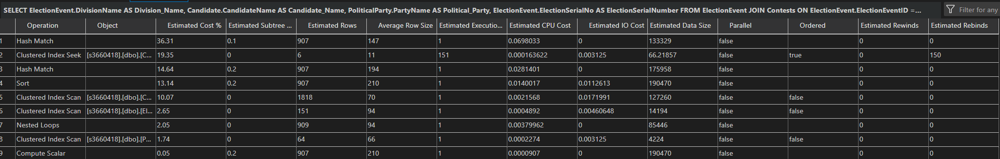 SELECT ElectionEvent.DivisionName AS Division_Name, Candidate.CandidateName AS Candidate_Name, PoliticalParty.PartyName AS Political_Party, ElectionEvent.ElectionSerialNo AS ElectionSerialNumber FROM ElectionEvent JOIN Contests ON ElectionEvent.ElectionEventID =... Filter for any
Operation Object Estimated Cost % Estimated Subtree ... Estimated Rows Average Row Size Estimated Executio... Estimated CPU Cost Estimated IO Cost Estimated Data Size Parallel Ordered Estimated Rewinds Estimated Rebinds
1 Hash Match 36.31 0.1 907 147 1 0.0698033 0 133329 false 0 0
2 Clustered Index Seek [s3660418].[dbo].[C... 19.35 0 6 11 151 0.000163622 0.003125 66.21857 false true 0 150
3 Hash Match 14.64 0.2 907 194 1 0.0281401 0 175958 false 0 0
4 Sort 13.14 0.2 907 210 1 0.0140017 0.0112613 190470 false 0 0
5 Clustered Index Scan [s3660418].[dbo].[C... 10.07 0 1818 70 1 0.0021568 0.0171991 127260 false false 0 0
6 Clustered Index Scan [s3660418].[dbo].[El... 2.65 0 151 94 1 0.0004892 0.00460648 14194 false false 0 0
7 Nested Loops 2.05 0 909 94 1 0.00379962 0 85446 false 0 0
8 Clustered Index Scan [s3660418].[dbo].[P... 1.74 0 64 66 1 0.0002274 0.003125 4224 false false 0 0
9 Compute Scalar 0.05 0.2 907 210 1 0.0000907 0 190470 false 0 0